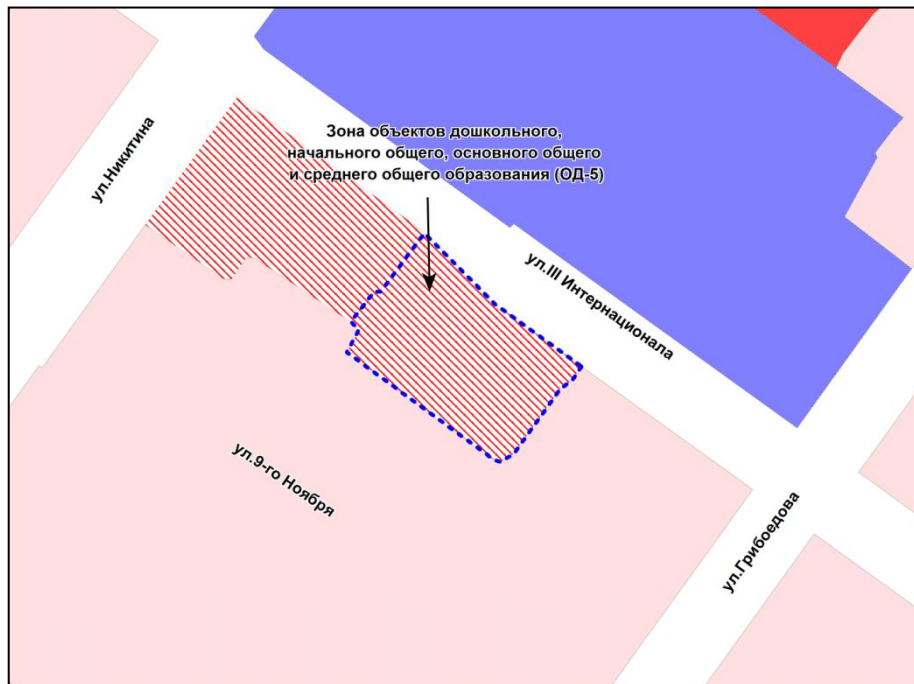 Зона объектов дошкольного,
начального общего, основного общего
и среднего общего образования (ОД-5)
ул.Никитина
ул.III Интернационала
ул.9-го Ноября
ул.Грибоедова